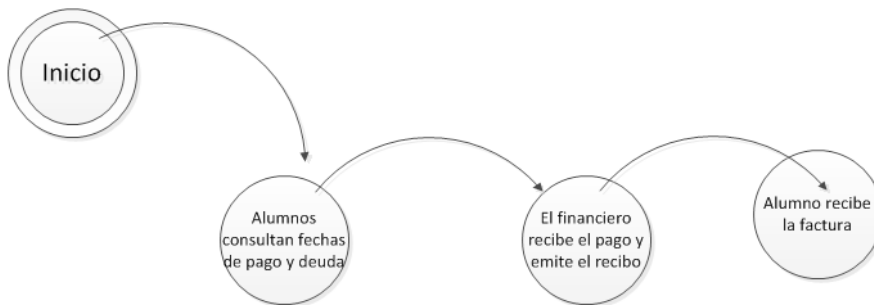 Inicio
Alumnos
consultan fechas
de pago y deuda
El financiero
recibe el pago y
emite el recibo
Alumno recibe
la factura